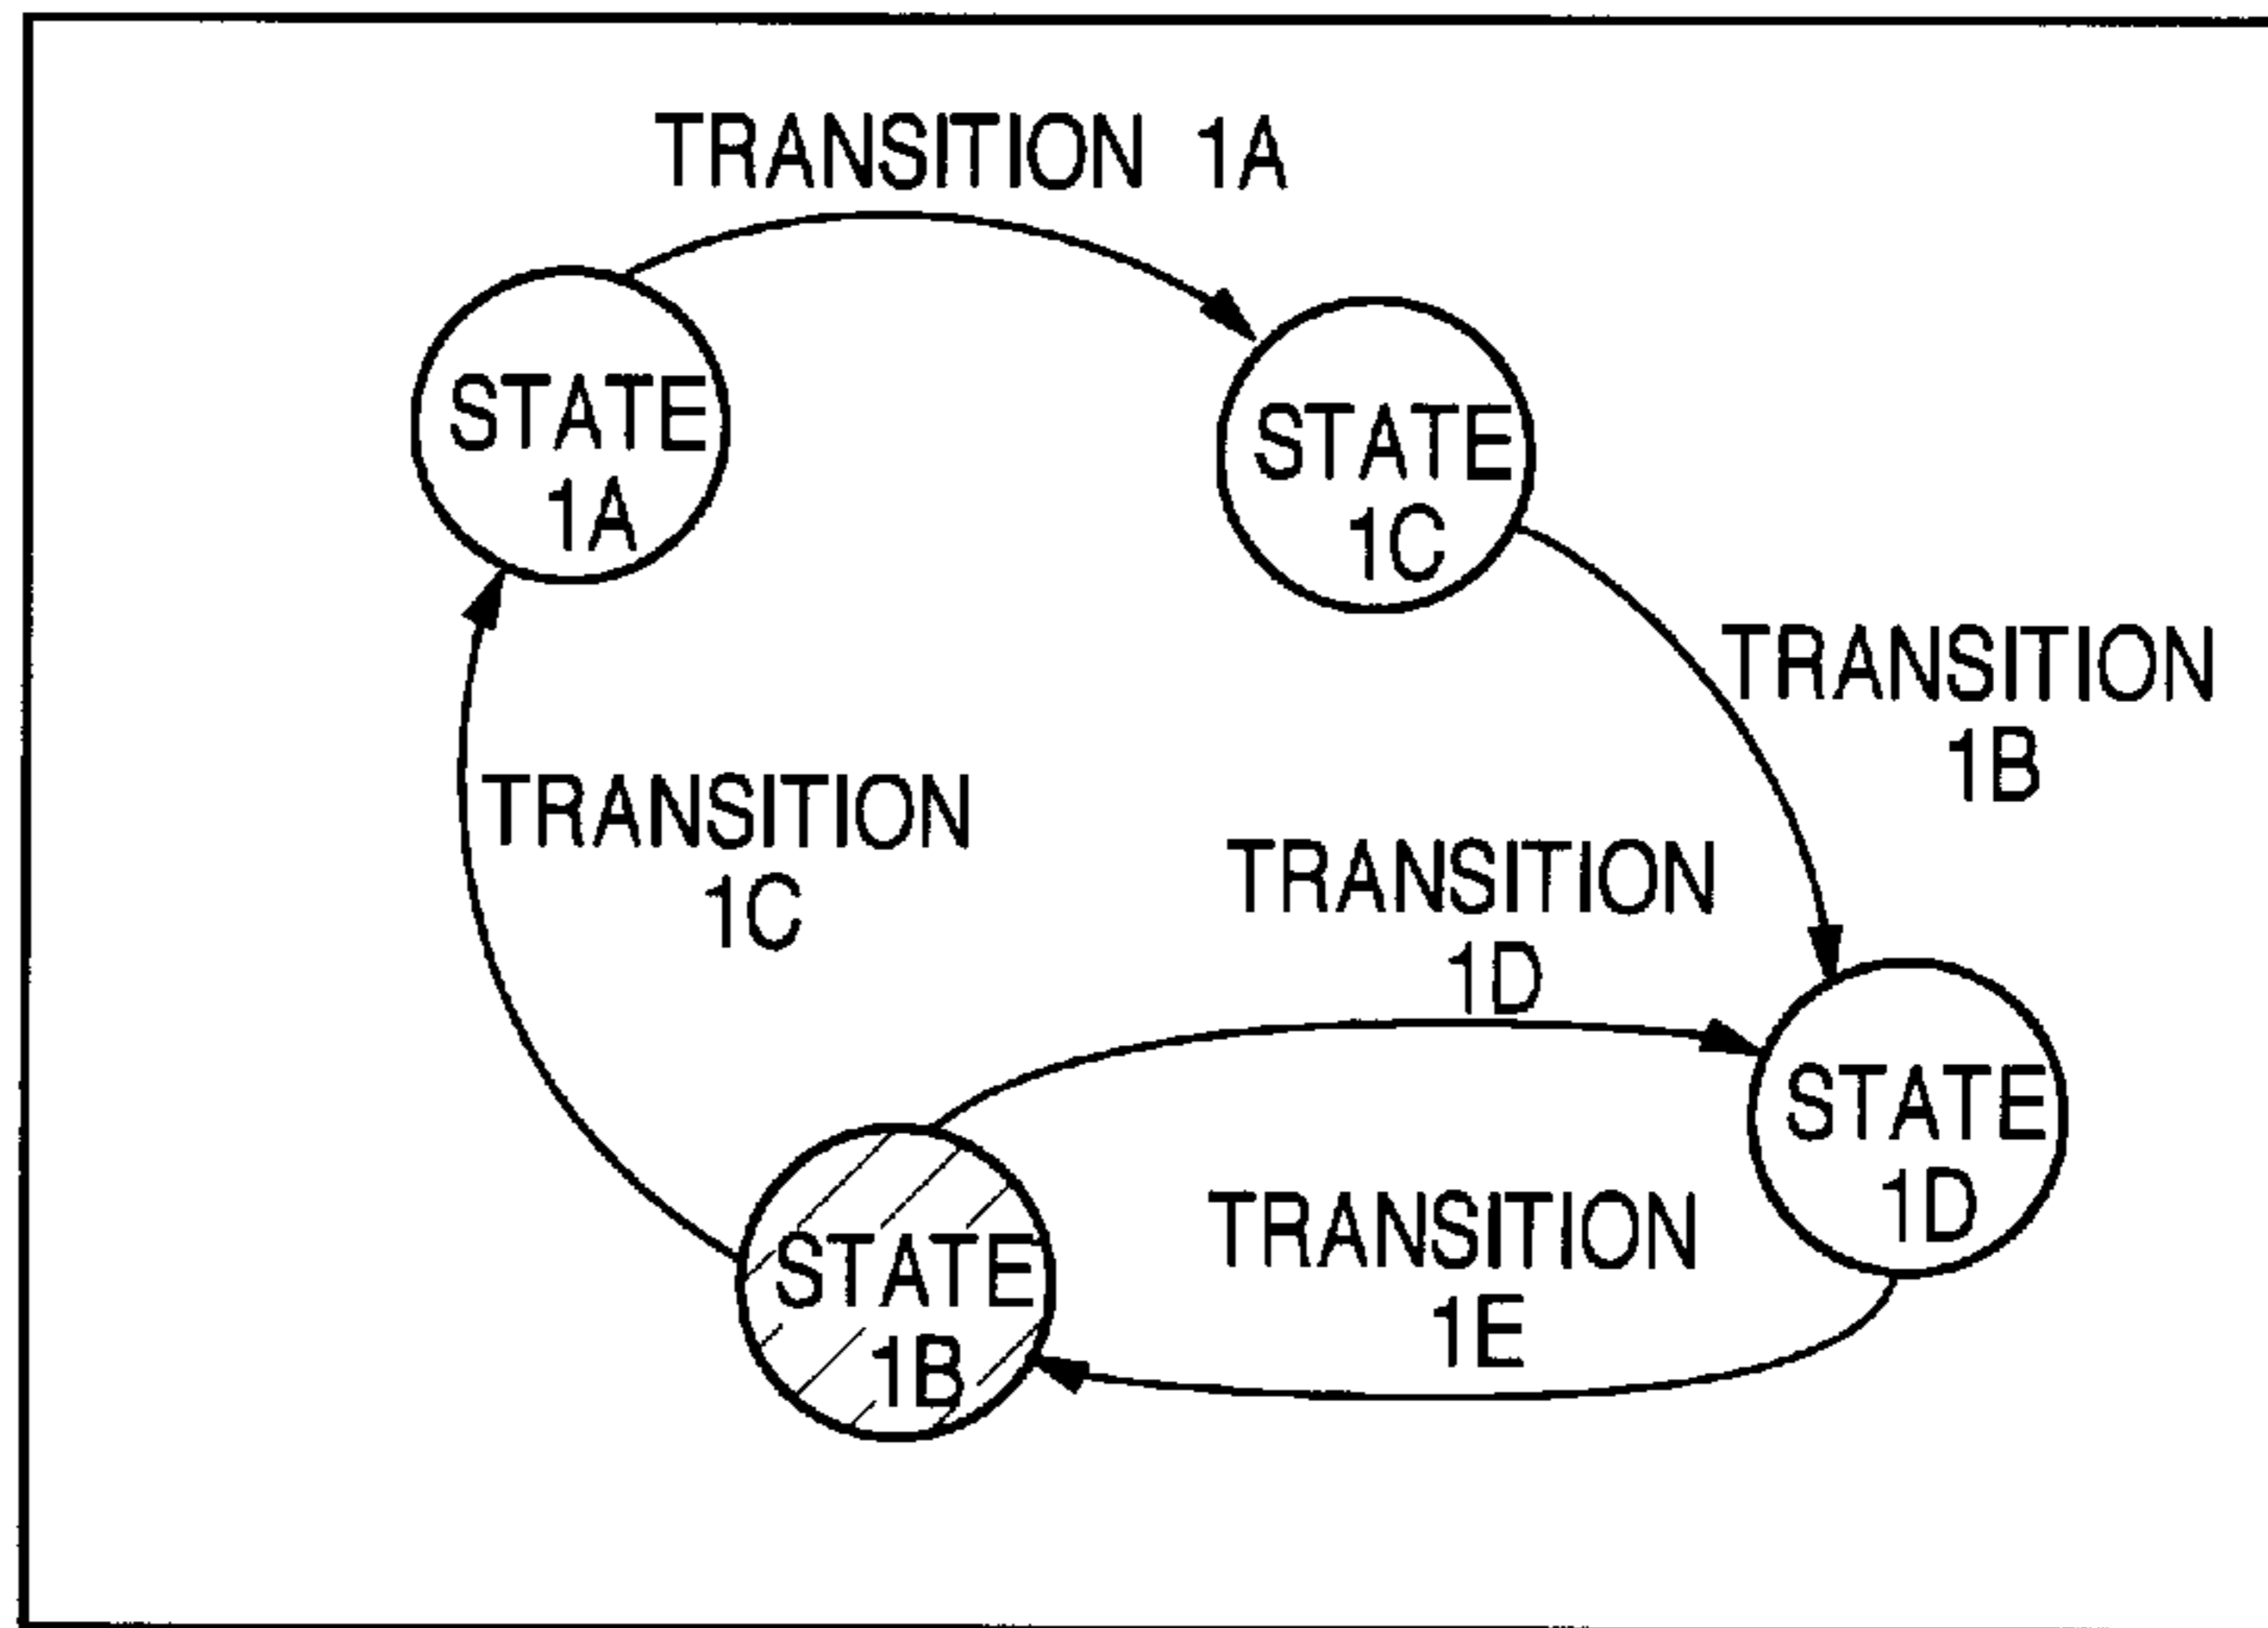 TRANSITION 1A
STATE
1A
STATE
1C
TRANSITION
1B
TRANSITION
1C
TRANSITION
1D
STATE
1D
TRANSITION
1E
STATE
1B